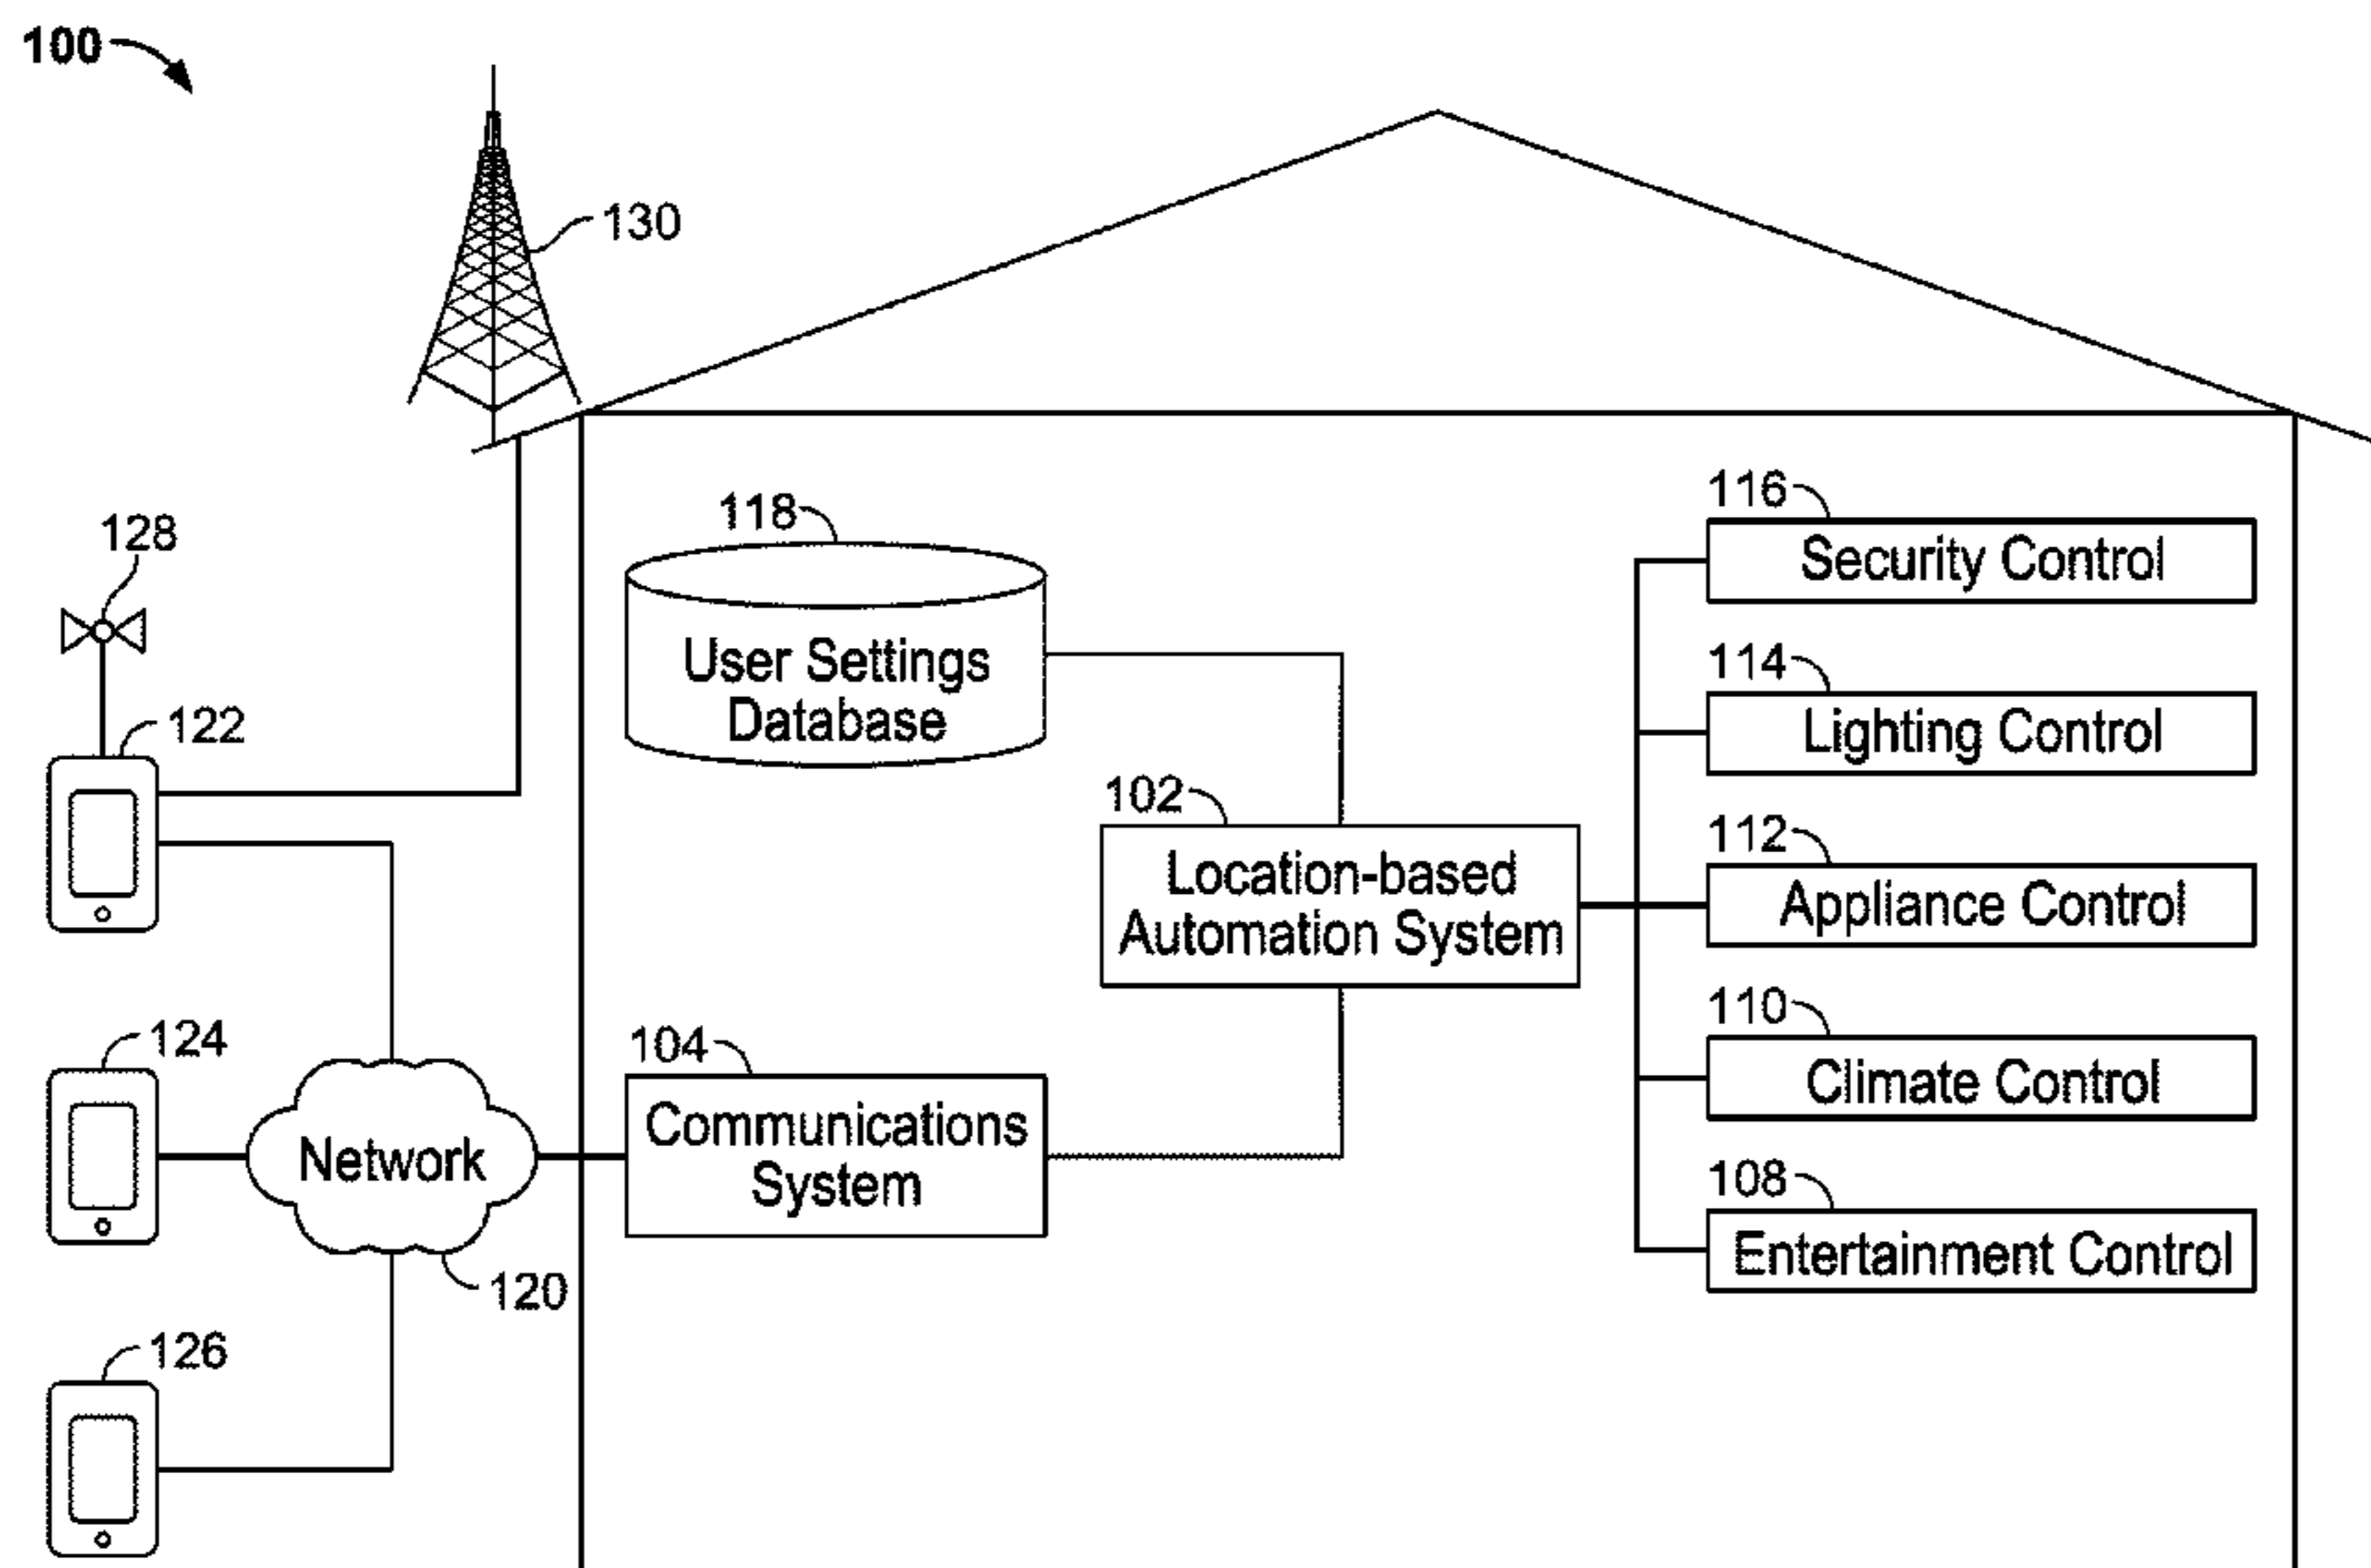 100
130
128
122
118
User Settings
Database
102
Location-based
Automation System
116
Security Control
114
Lighting Control
112
Appliance Control
110
Climate Control
108
Entertainment Control
124
104
Communications
System
Network
120
126